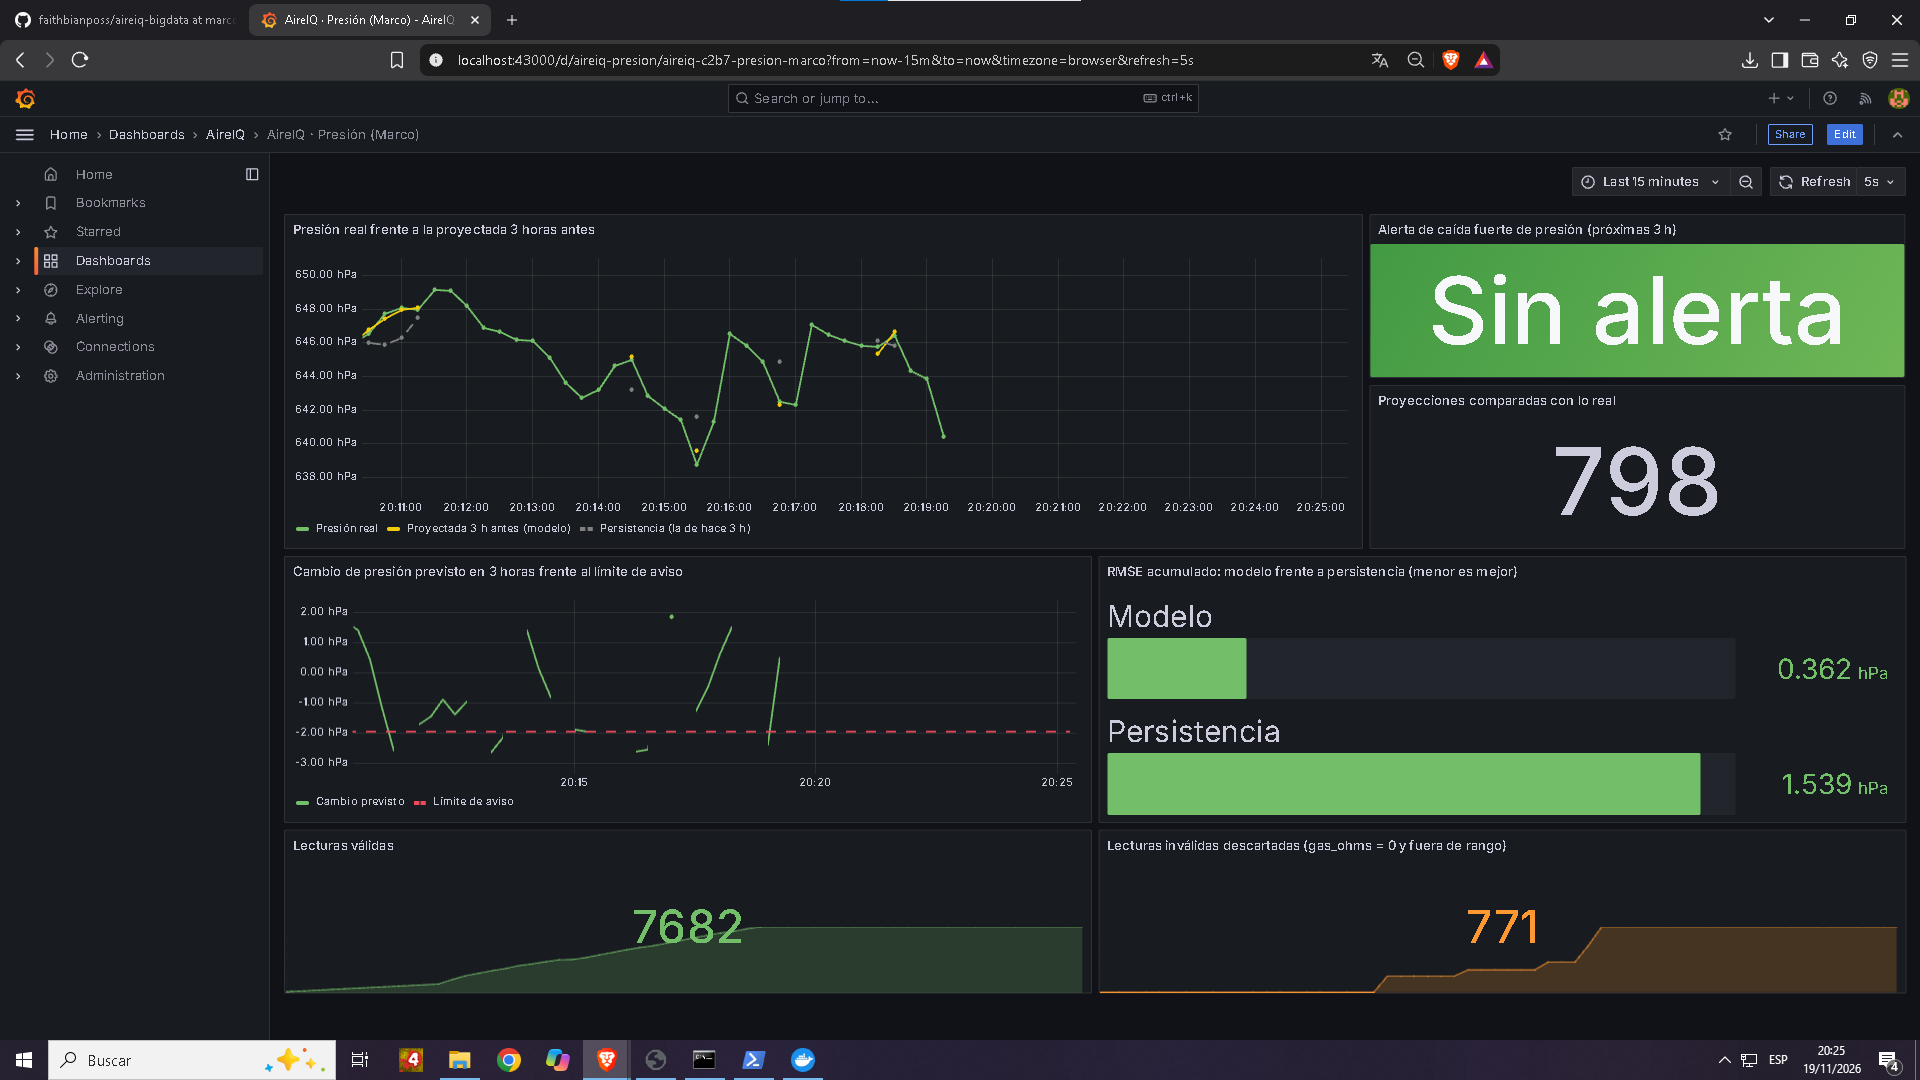 faithbianposs/aireiq-bigdata at marc
AireIQ · Presión (Marco) - AireIQ
localhost:43000/d/aireiq-presion/aireiq-c2b7-presion-marco?from=now-15m&to=now&timezone=browser&refresh=5s
Search or jump to...
ctrl+k
Home › Dashboards › AireIQ › AireIQ · Presión (Marco)
Share
Edit
Home
Bookmarks
Starred
Dashboards
Explore
Alerting
Connections
Administration
Last 15 minutes
Refresh
5s
Presión real frente a la proyectada 3 horas antes
650.00 hPa
648.00 hPa
646.00 hPa
644.00 hPa
642.00 hPa
640.00 hPa
638.00 hPa
20:11:00 20:12:00 20:13:00 20:14:00 20:15:00 20:16:00 20:17:00 20:18:00 20:19:00 20:20:00 20:21:00 20:22:00 20:23:00 20:24:00 20:25:00
Presión real Proyectada 3 h antes (modelo) Persistencia (la de hace 3 h)
Alerta de caída fuerte de presión (próximas 3 h)
Sin alerta
Proyecciones comparadas con lo real
798
Cambio de presión previsto en 3 horas frente al límite de aviso
2.00 hPa
1.00 hPa
0.00 hPa
-1.00 hPa
-2.00 hPa
-3.00 hPa
20:15 20:20 20:25
Cambio previsto Límite de aviso
RMSE acumulado: modelo frente a persistencia (menor es mejor)
Modelo
0.362 hPa
Persistencia
1.539 hPa
Lecturas válidas
7682
Lecturas inválidas descartadas (gas_ohms = 0 y fuera de rango)
771
Buscar
4
ESP
20:25
19/11/2026
4